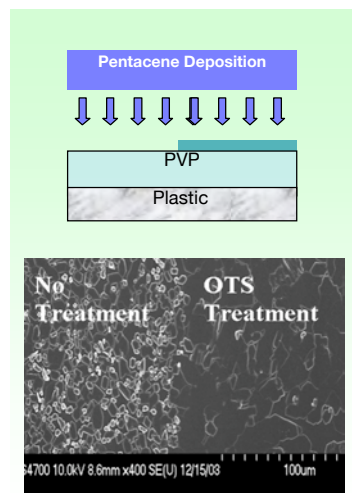 Pentacene Deposition
PVP
Plastic
No OTS
Treatment Treatment
S4700 10.0kV 8.6mm x400 SE(U) 12/15/03 100um